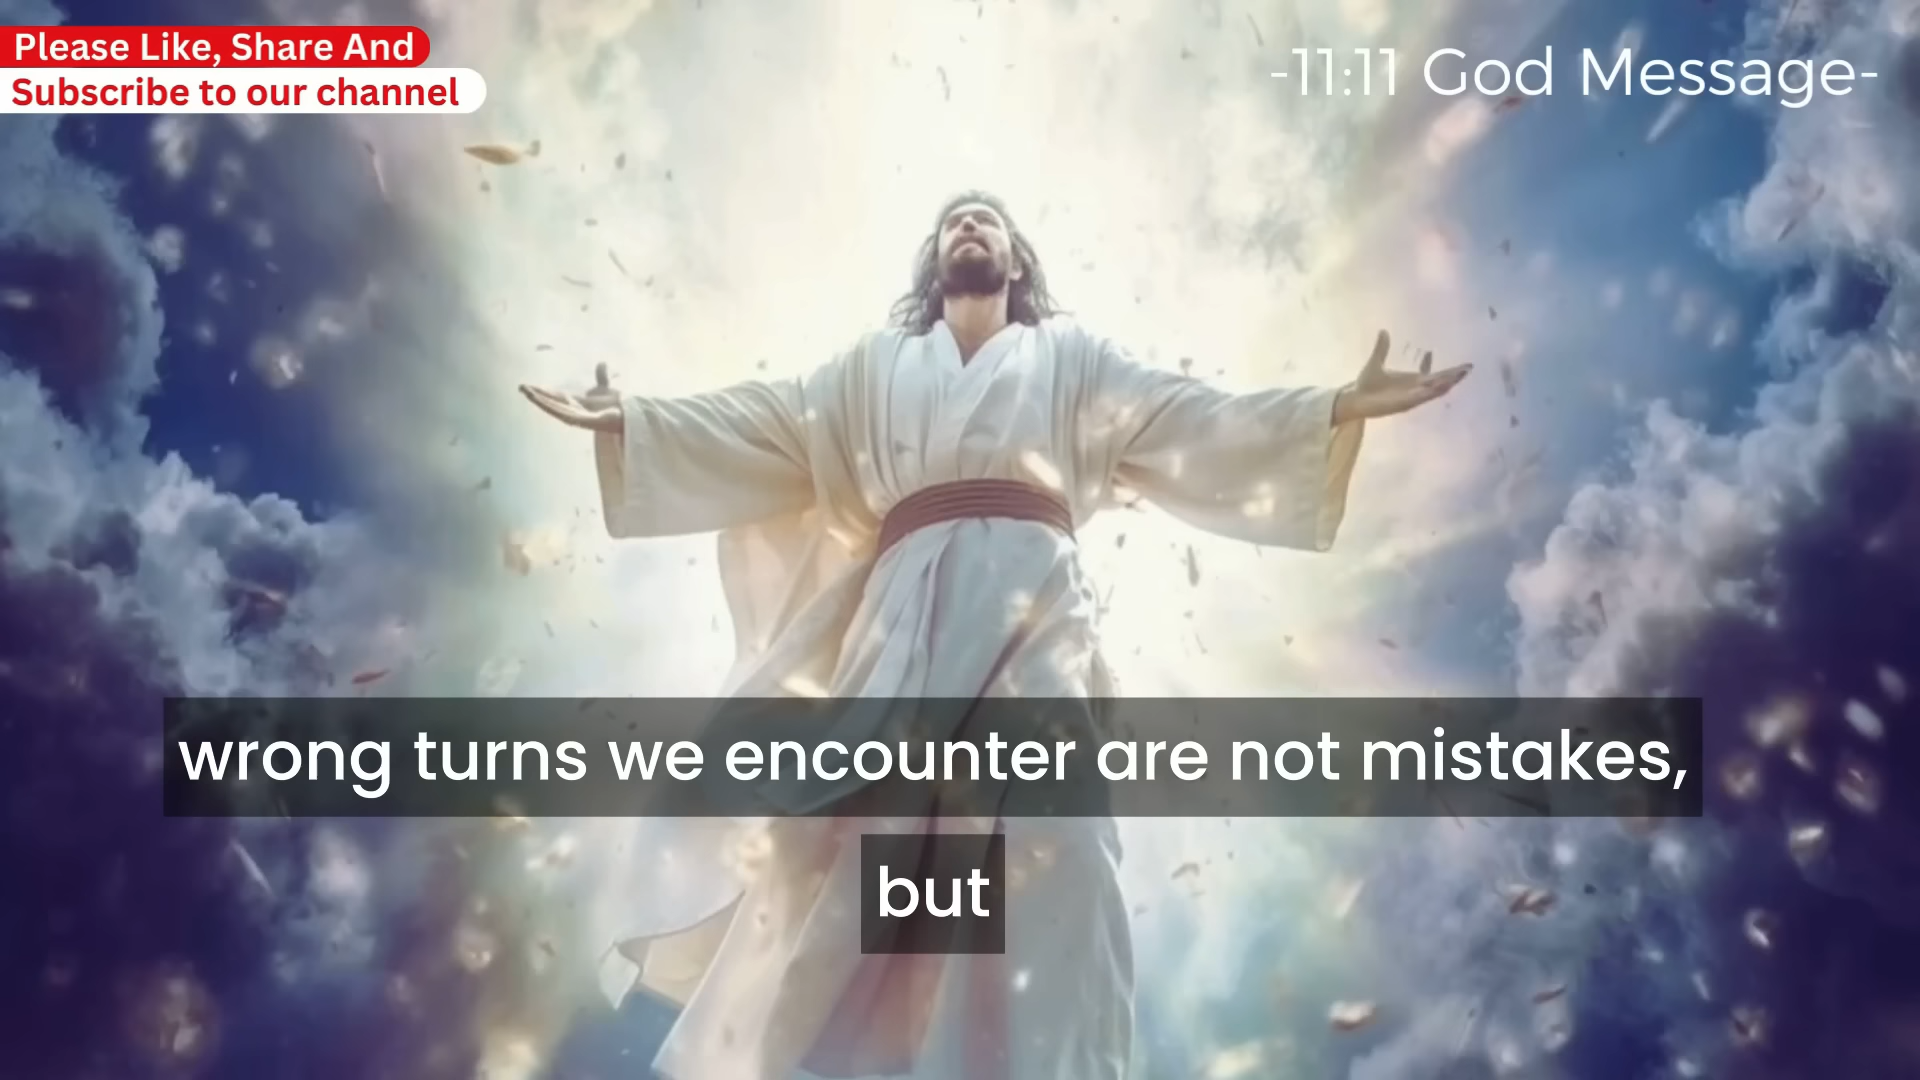 Please Like, Share And
Subscribe to our channel
-11:11 God Message-
wrong turns we encounter are not mistakes,
but